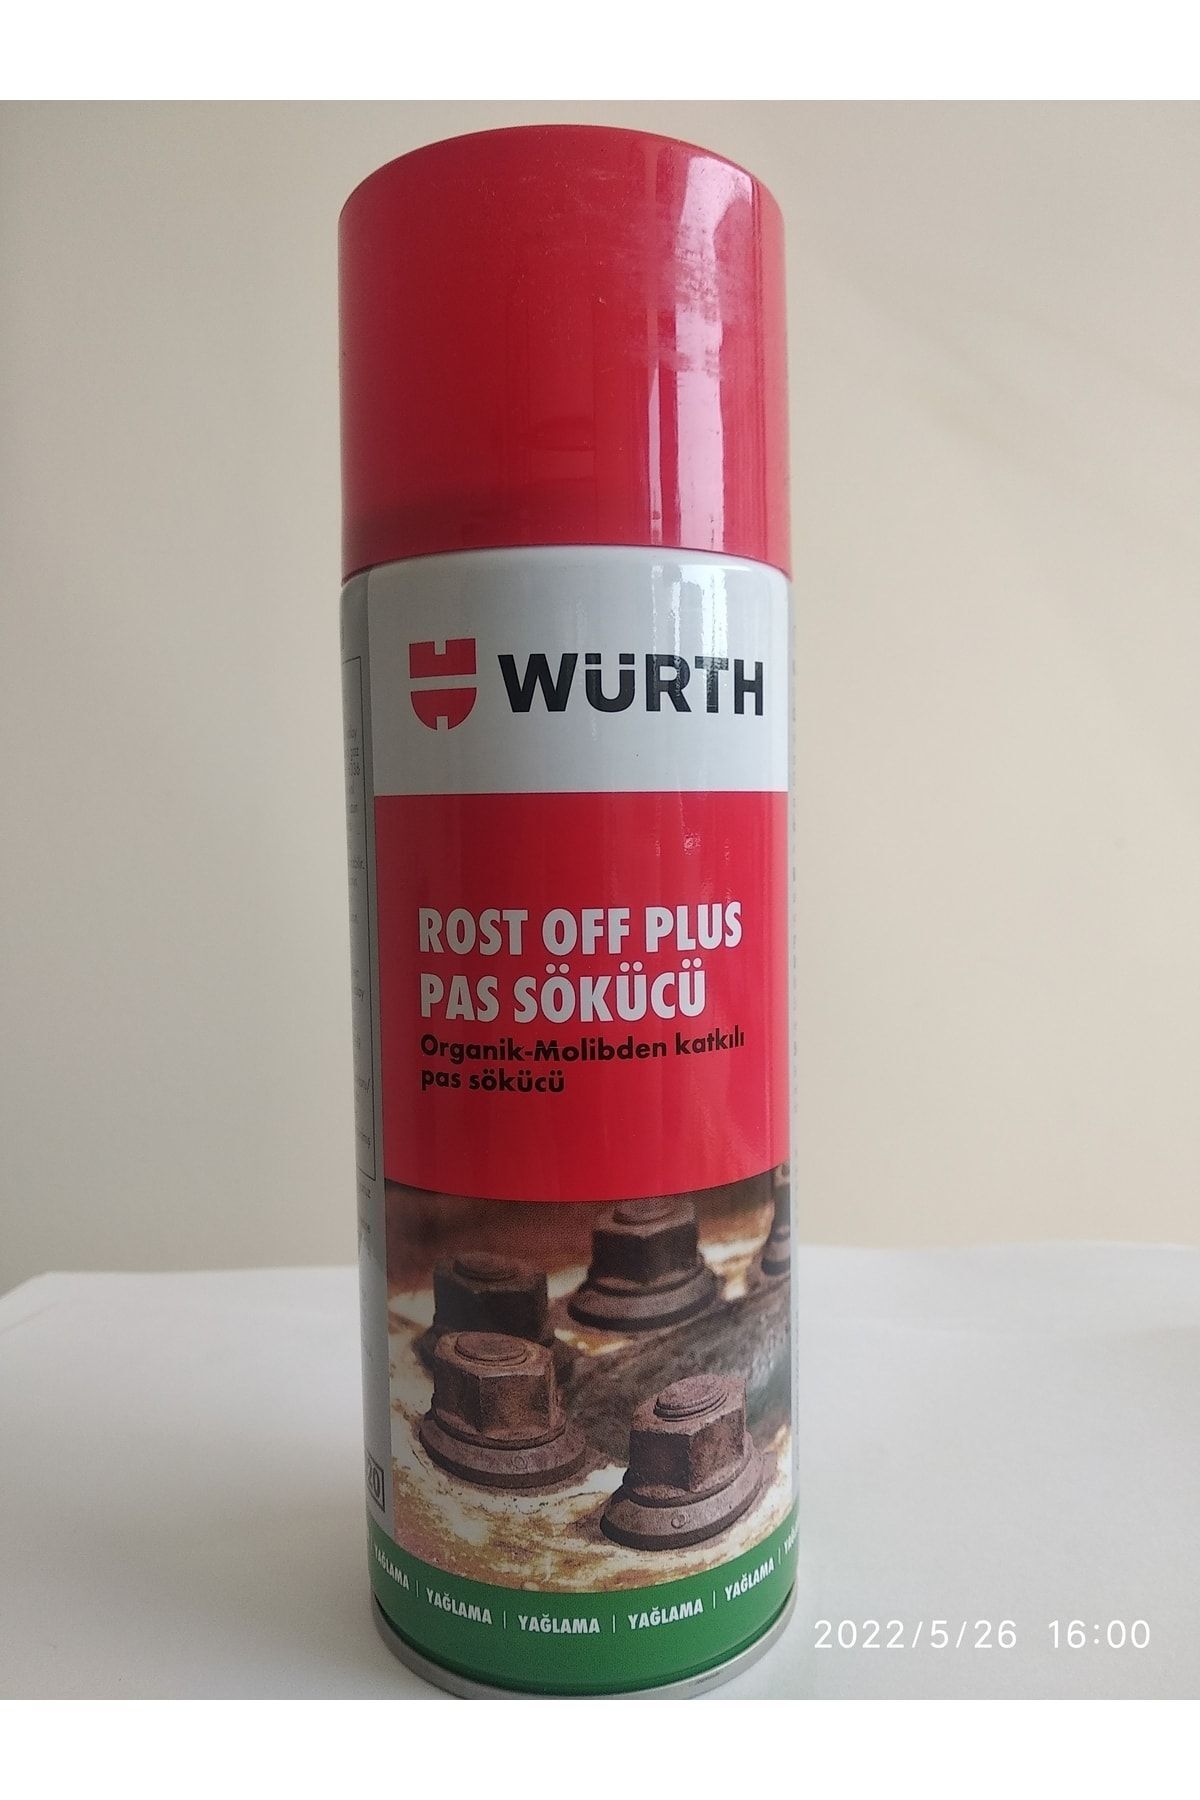 WÜRTH
ROST OFF PLUS
PAS SÖKÜCÜ
Organik-Molibden katkılı
pas sökücü
YAĞLAMA | YAĞLAMA | YAĞLAMA | YAĞLAMA | YAĞLAMA
2022/5/26 16:00